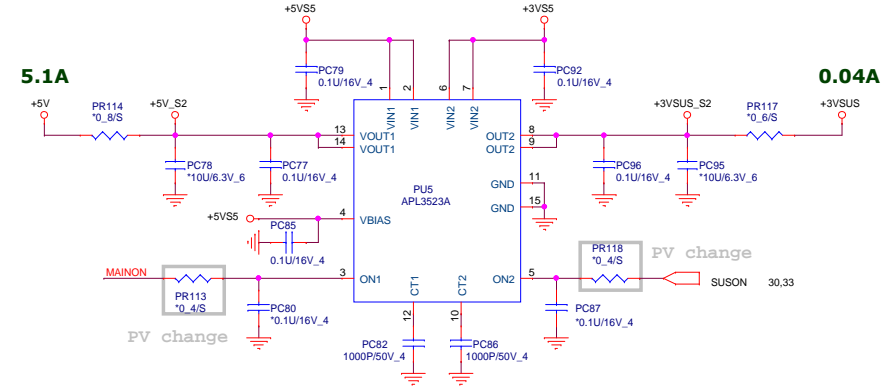 +5VS5
+3VS5
5.1A
0.04A
PC79
0.1U/16V_4
PC92
0.1U/16V_4
1
2
6
7
+5V
PR114
*0_8/S
+5V_S2
+3VSUS_S2
PR117
*0_6/S
+3VSUS
VIN1
VIN1
VIN2
VIN2
13
VOUT1
14
VOUT1
OUT2
8
OUT2
9
PC78
*10U/6.3V_6
PC77
0.1U/16V_4
PC96
0.1U/16V_4
PC95
*10U/6.3V_6
PU5
APL3523A
GND
11
GND
15
+5VS5
4
VBIAS
PC85
0.1U/16V_4
PR118
*0_4/S
PV change
MAINON
3
ON1
ON2
5
SUSON
30,33
PR113
*0_4/S
PV change
CT1
CT2
PC80
*0.1U/16V_4
PC87
*0.1U/16V_4
12
10
PC82
1000P/50V_4
PC86
1000P/50V_4